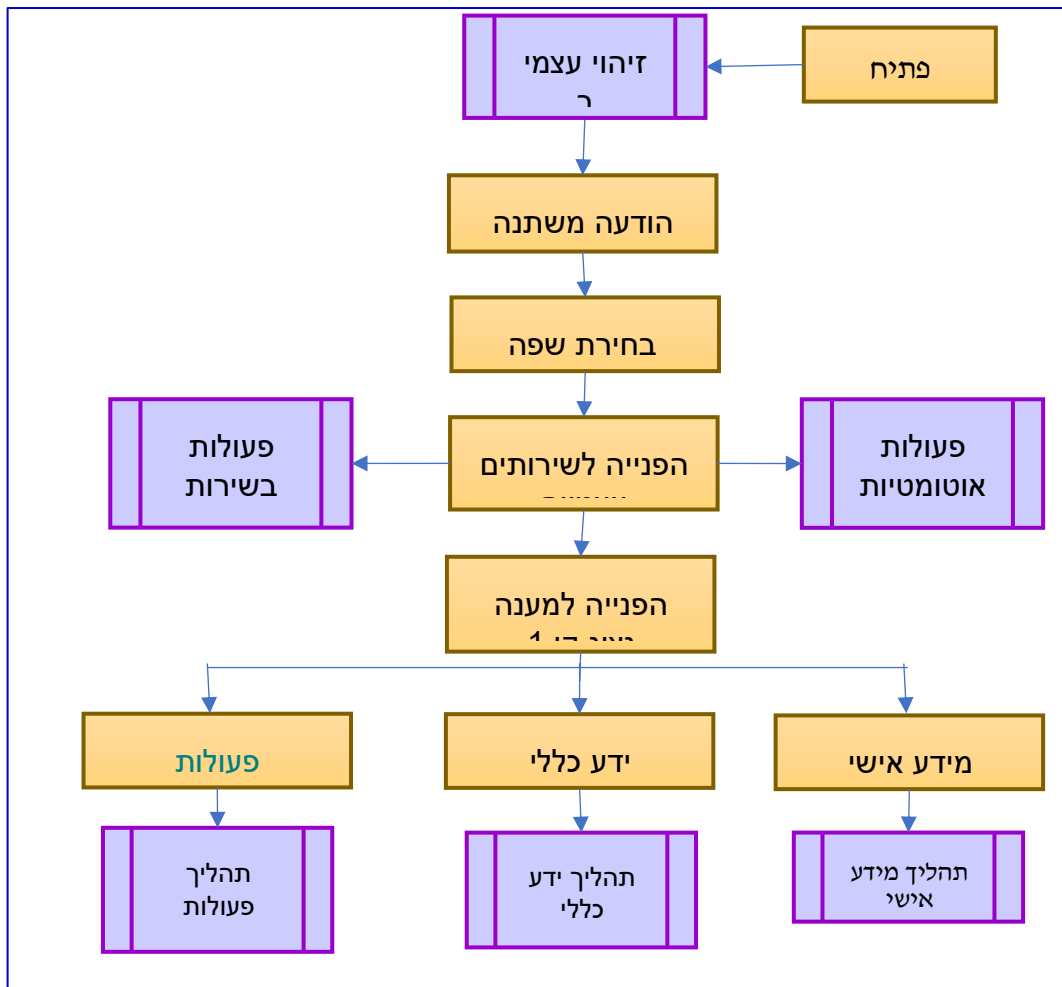 פתיח
זיהוי עצמי
הודעה משתנה
בחירת שפה
פעולות
אוטומטיות
הפנייה לשירותים
פעולות
בשירות
הפנייה למענה
מידע אישי
ידע כללי
פעולות
תהליך מידע
אישי
תהליך ידע
כללי
תהליך
פעולות